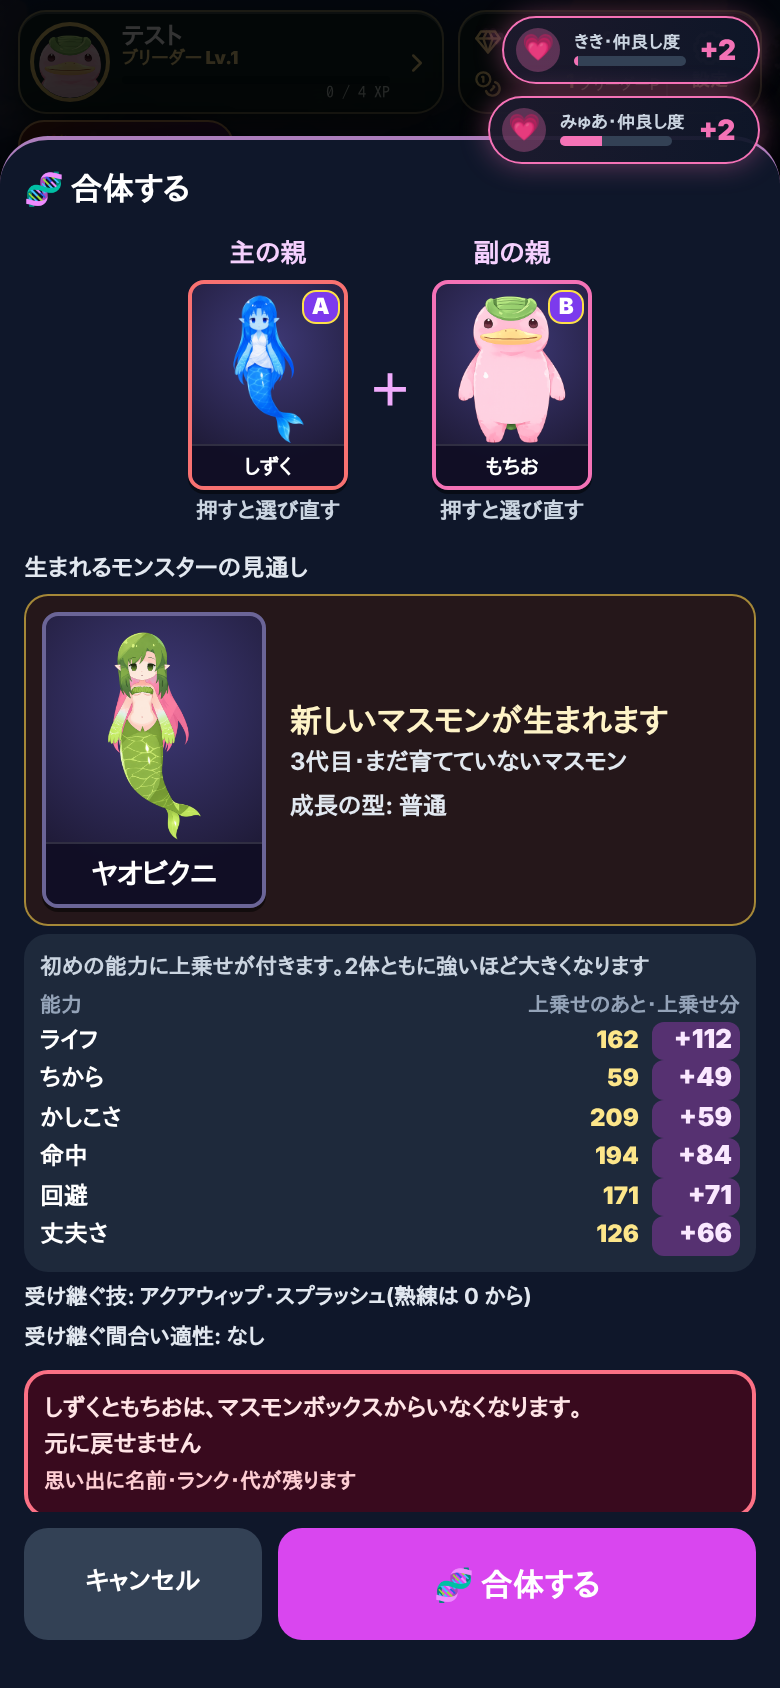 テスト
ブリーダー Lv.1
0 / 4 XP
きき・仲良し度 +2
みゅあ・仲良し度 +2
🧬 合体する
主の親
副の親
A
B
+
しずく
もちお
押すと選び直す
押すと選び直す
生まれるモンスターの見通し
新しいマスモンが生まれます
3代目・まだ育てていないマスモン
成長の型: 普通
ヤオビクニ
初めの能力に上乗せが付きます。2体ともに強いほど大きくなります
能力 上乗せのあと・上乗せ分
ライフ 162 +112
ちから 59 +49
かしこさ 209 +59
命中 194 +84
回避 171 +71
丈夫さ 126 +66
受け継ぐ技: アクアウィップ・スプラッシュ(熟練は 0 から)
受け継ぐ間合い適性: なし
しずくともちおは、マスモンボックスからいなくなります。
元に戻せません
思い出に名前・ランク・代が残ります
キャンセル
🧬 合体する